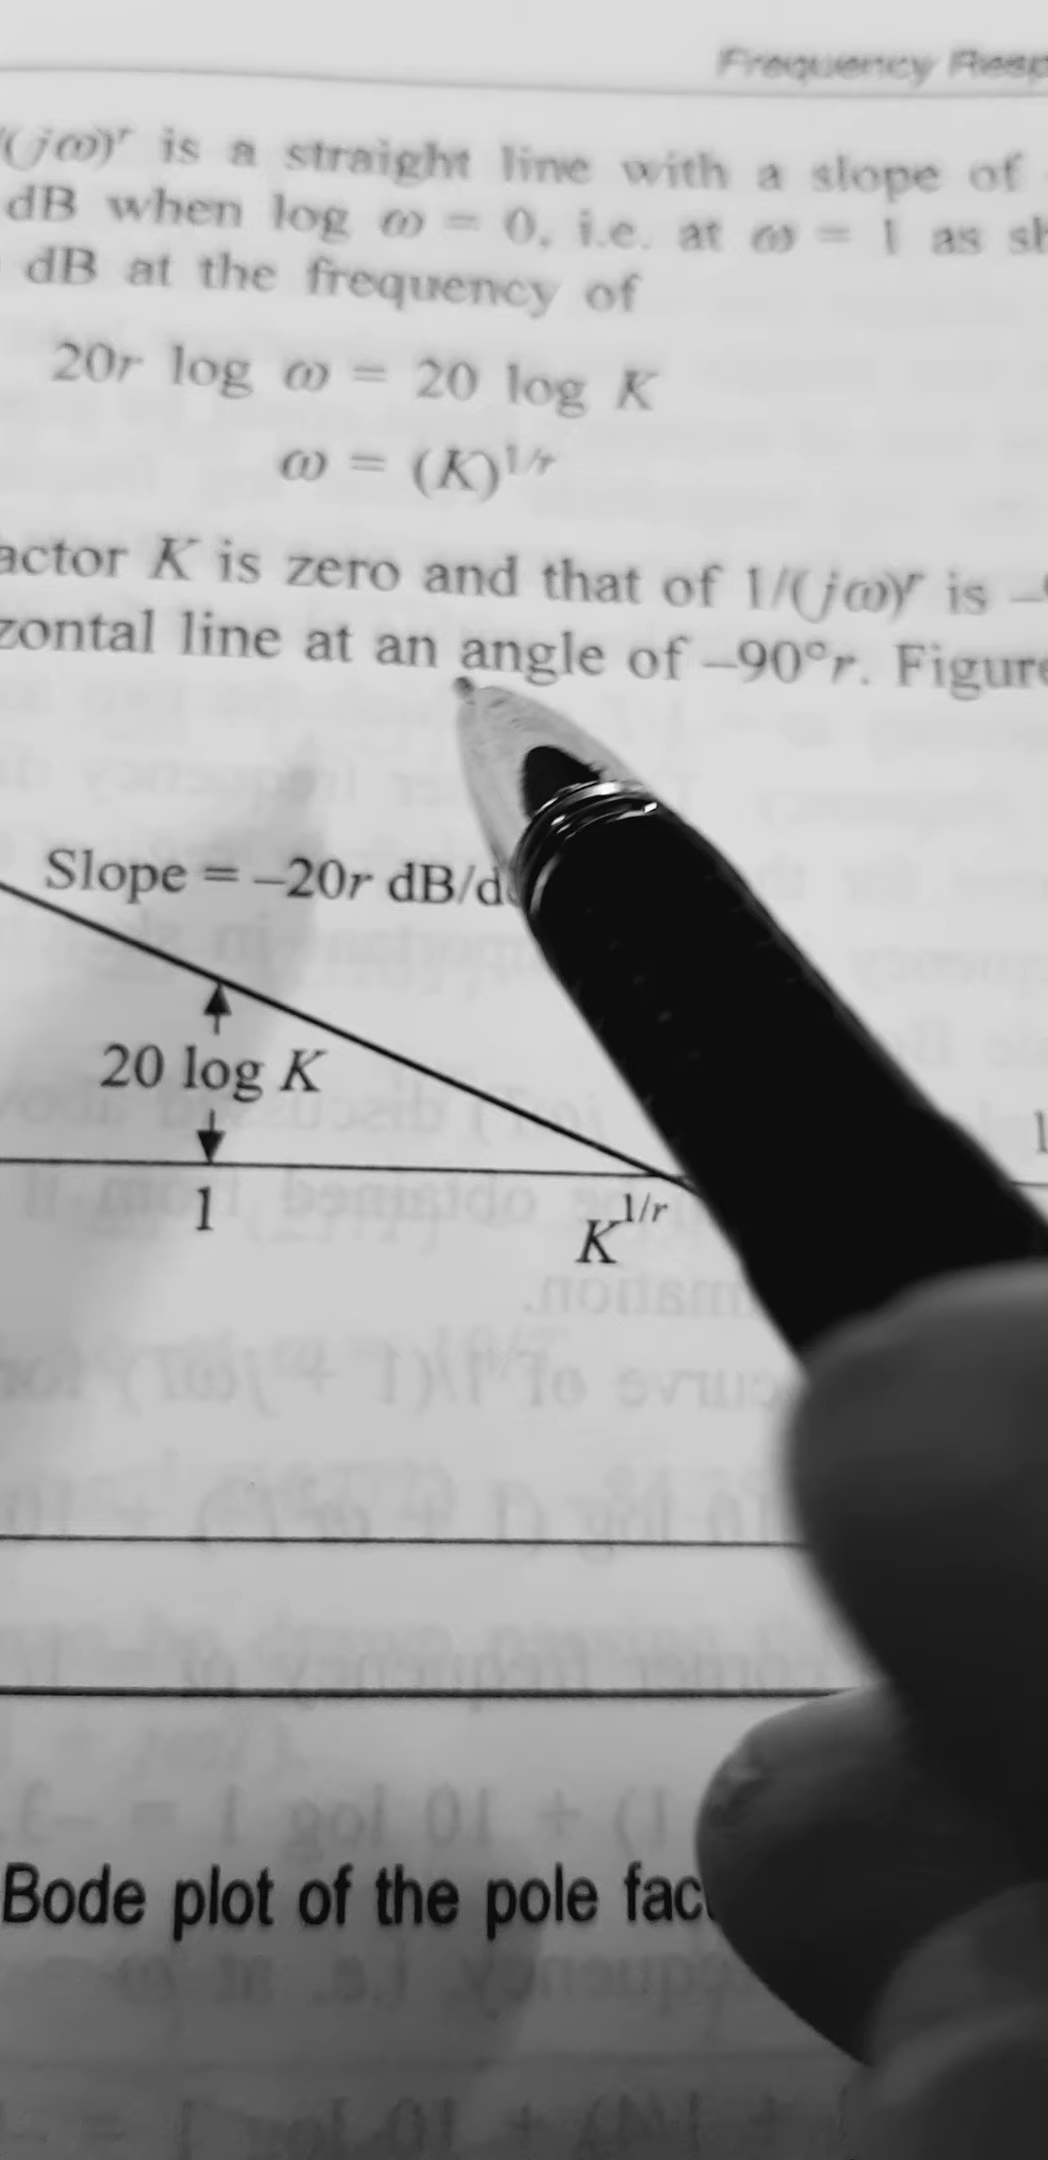 Frequency Resp
(jω)ʳ is a straight line with a slope of
dB when log ω = 0, i.e. at ω = 1 as sh
dB at the frequency of
20r log ω = 20 log K
ω = (K)^1/r
actor K is zero and that of 1/(jω)ʳ is –
zontal line at an angle of –90°r. Figure
Slope = –20r dB/d
20 log K
1
1
K^1/r
Bode plot of the pole fac